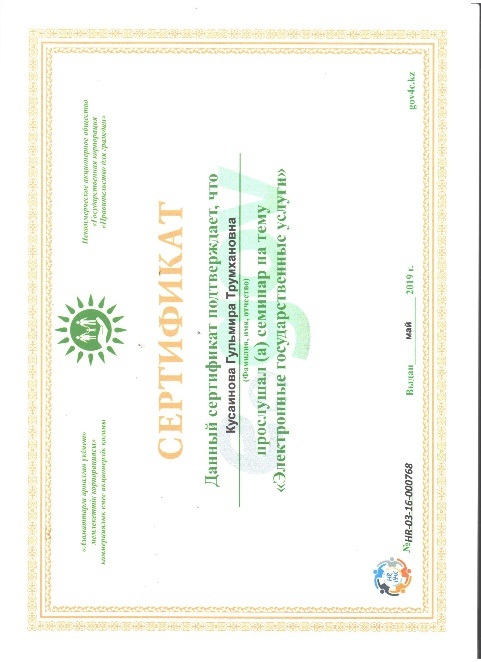 «Азаматтарға арналған үкімет»
мемлекеттік корпорациясы»
коммерциялық емес акционерлік қоғамы
Некоммерческое акционерное общество
«Государственная корпорация
«Правительство для граждан»
СЕРТИФИКАТ
Данный сертификат подтверждает, что
Кусаинова Гульмира Трумхановна
(Фамилия, имя, отчество)
прослушал (а) семинар на тему
«Электронные государственные услуги»
HR
№HR-03-16-000768
Выдан май 2019 г.
gov4c.kz